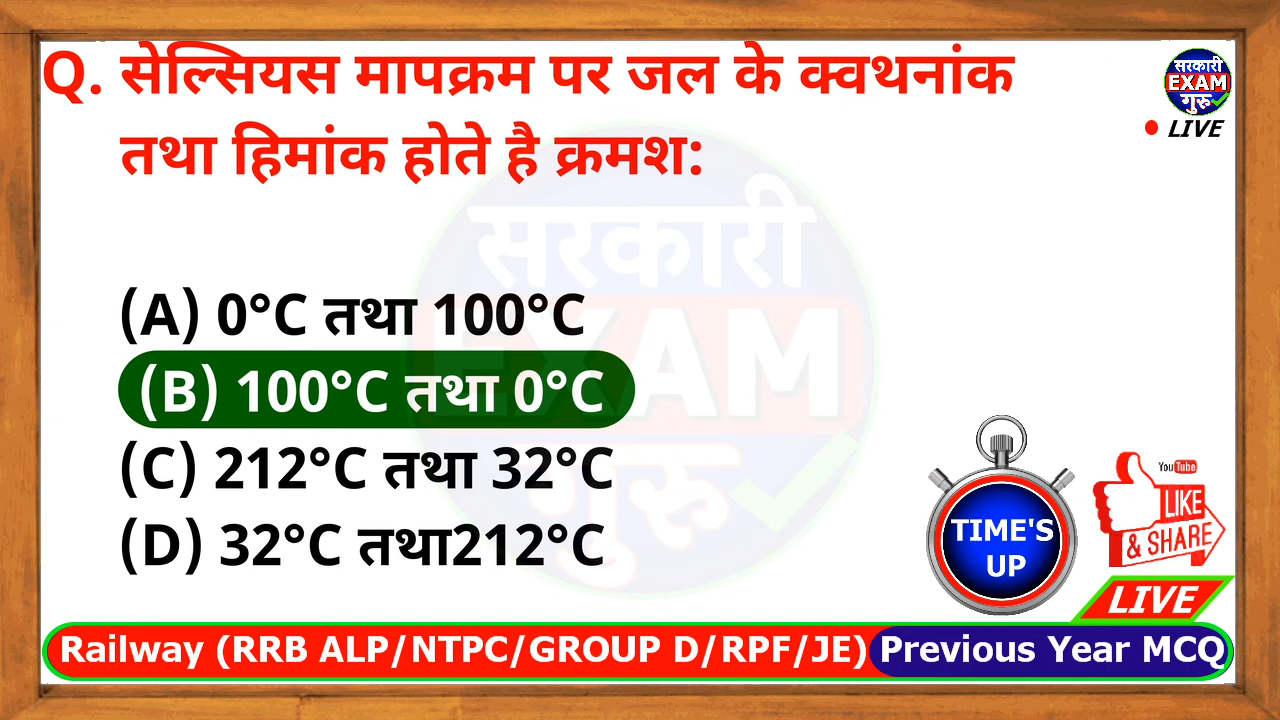 Q. सेल्सियस मापक्रम पर जल के क्वथनांक
तथा हिमांक होते है क्रमश:
सरकारी
EXAM
गुरु
LIVE
सरकारी
EXAM
गुरु
(A) 0°C तथा 100°C
(B) 100°C तथा 0°C
(C) 212°C तथा 32°C
(D) 32°C तथा212°C
TIME'S
UP
YouTube
LIKE
& SHARE
LIVE
Railway (RRB ALP/NTPC/GROUP D/RPF/JE) Previous Year MCQ